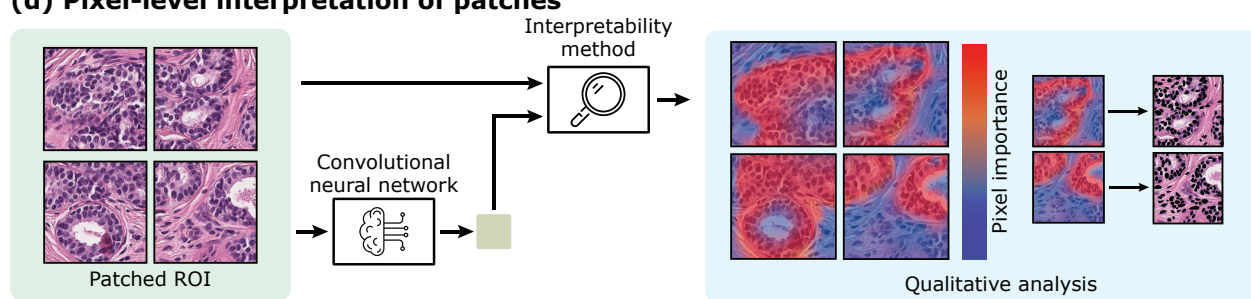 (d) Pixel-level interpretation of patches
Interpretability
method
Convolutional
neural network
Patched ROI
Pixel importance
Qualitative analysis